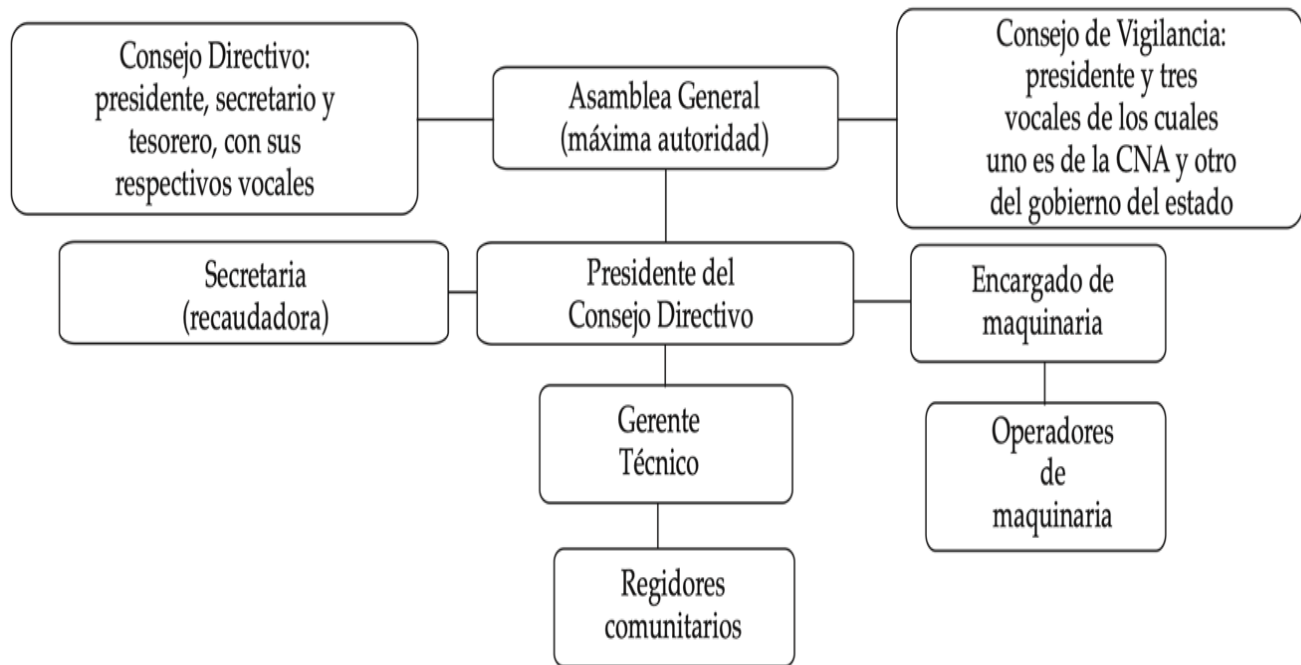 Consejo Directivo:
presidente, secretario y
tesorero, con sus
respectivos vocales
Asamblea General
(máxima autoridad)
Consejo de Vigilancia:
presidente y tres
vocales de los cuales
uno es de la CNA y otro
del gobierno del estado
Secretaria
(recaudadora)
Presidente del
Consejo Directivo
Encargado de
maquinaria
Gerente
Técnico
Operadores
de
maquinaria
Regidores
comunitarios